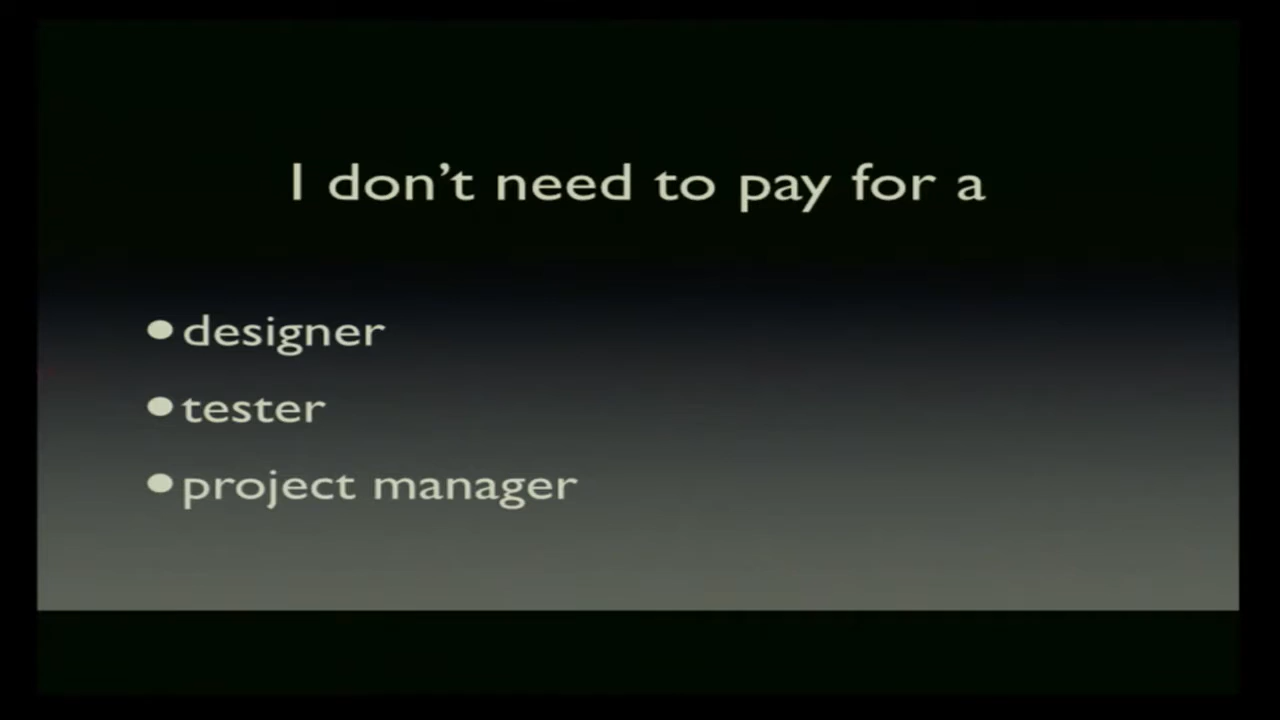 I don't need to pay for a
•designer
•tester
•project manager